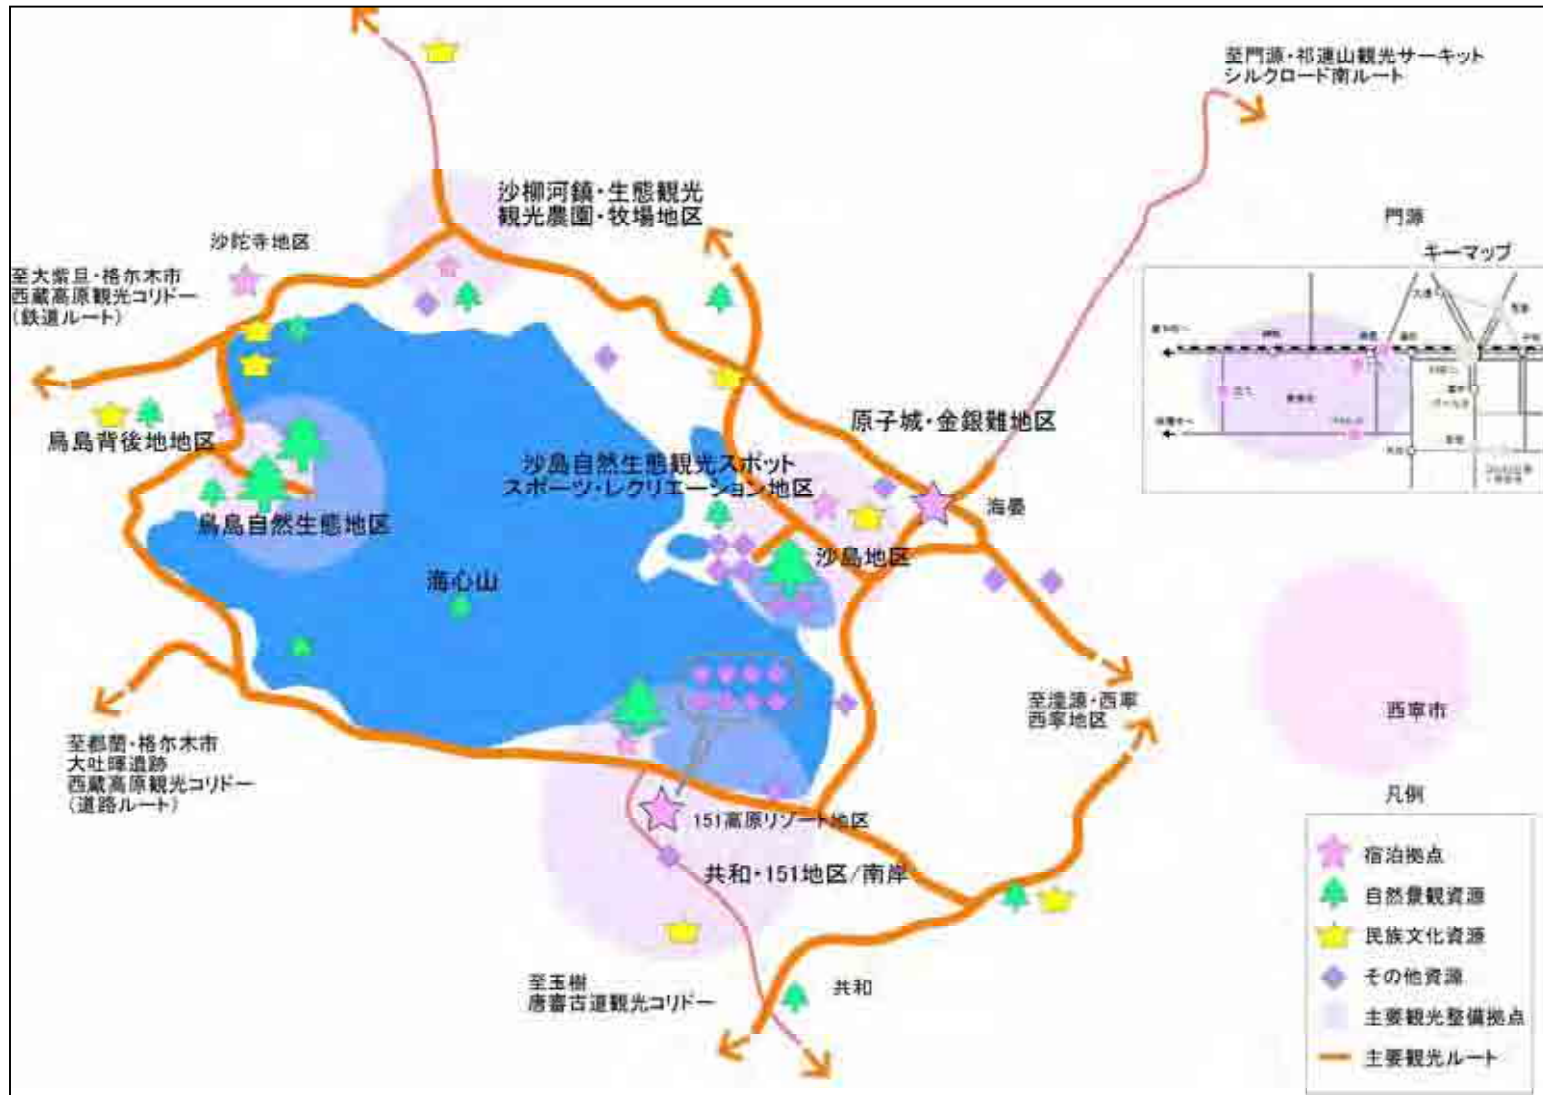 至門源・祁連山観光サーキット
シルクロード南ルート
沙柳河鎮・生態観光
観光農園・牧場地区
門源
沙陀寺地区
キーマップ
至大紫旦・格尔木市
西蔵高原観光コリドー
(鉄道ルート)
原子城・金銀難地区
鳥島背後地地区
沙島自然生態観光スポット
スポーツ・レクリエーション地区
海晏
鳥島自然生態地区
沙島地区
海心山
至湟源・西寧
西寧地区
西寧市
至都蘭・格尔木市
大吐暉遺跡
西蔵高原観光コリドー
(道路ルート)
凡例
151高原リゾート地区
宿泊拠点
共和・151地区/南岸
自然景観資源
民族文化資源
至玉樹
唐蕃古道観光コリドー
共和
その他資源
主要観光整備拠点
主要観光ルート